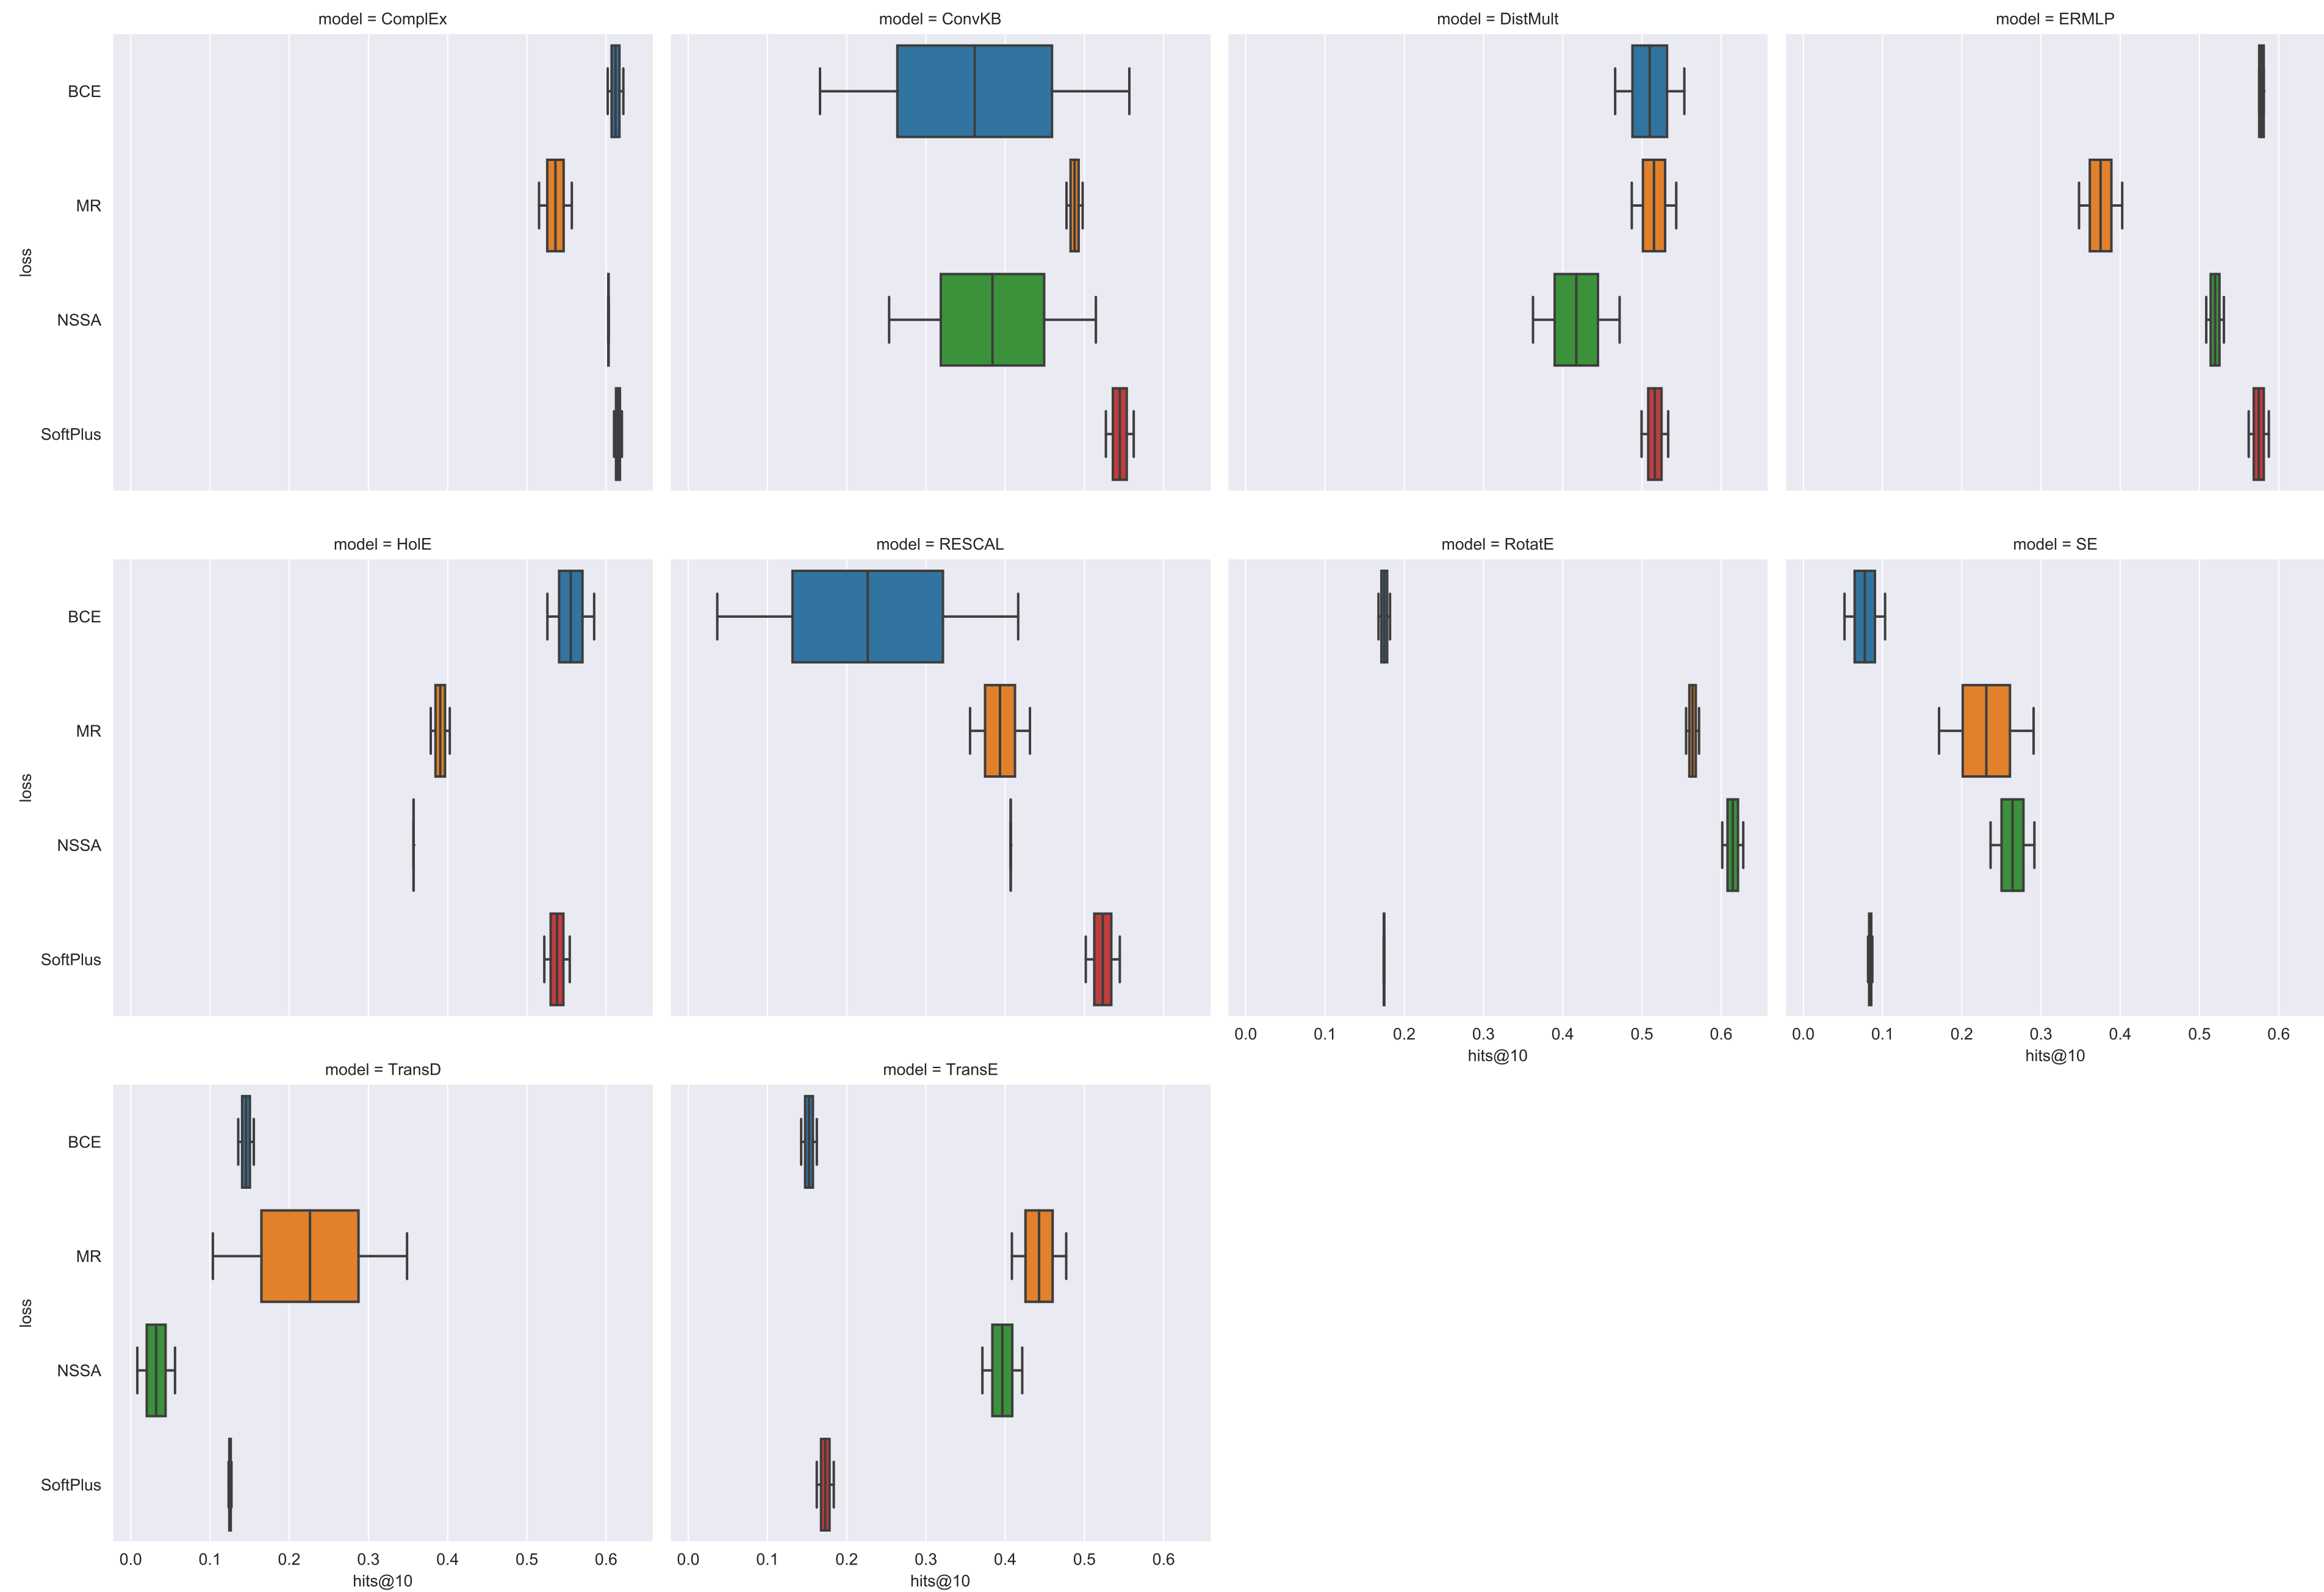 model = ComplEx
model = ConvKB
model = DistMult
model = ERMLP
loss
BCE
MR
NSSA
SoftPlus
model = HolE
model = RESCAL
model = RotatE
model = SE
loss
BCE
MR
NSSA
SoftPlus
0.0 0.1 0.2 0.3 0.4 0.5 0.6
hits@10
0.0 0.1 0.2 0.3 0.4 0.5 0.6
hits@10
model = TransD
model = TransE
loss
BCE
MR
NSSA
SoftPlus
0.0 0.1 0.2 0.3 0.4 0.5 0.6
hits@10
0.0 0.1 0.2 0.3 0.4 0.5 0.6
hits@10